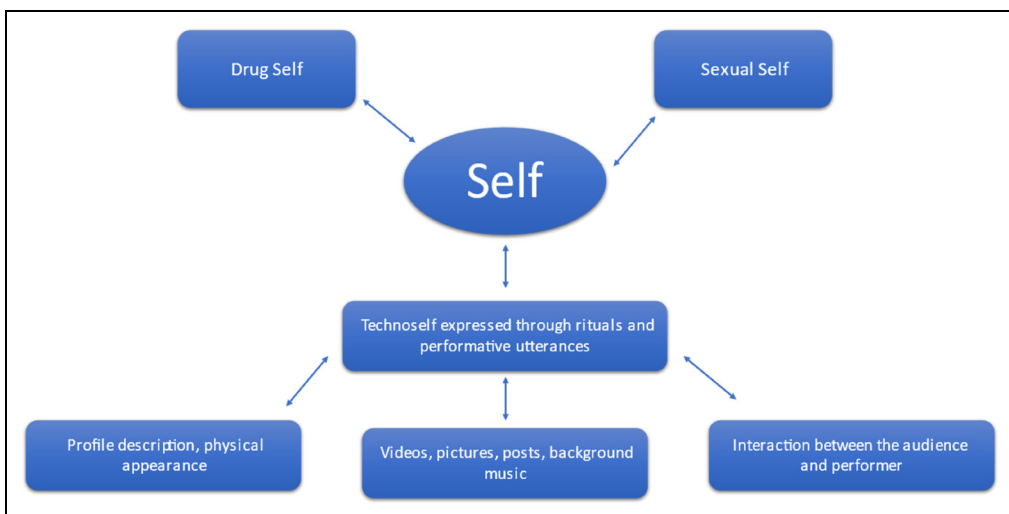 Drug Self
Sexual Self
Self
Technoself expressed through rituals and
performative utterances
Profile description, physical
appearance
Videos, pictures, posts, background
music
Interaction between the audience
and performer